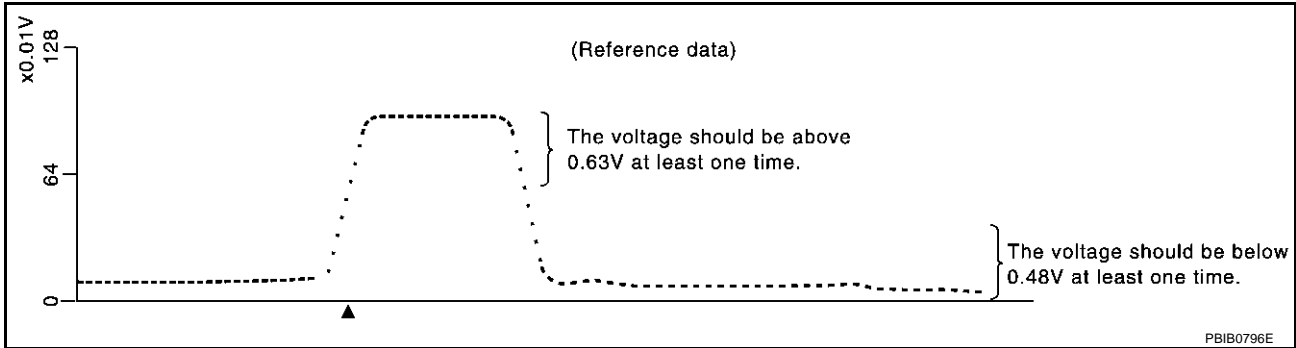 x0.01V
128
(Reference data)
The voltage should be above
0.63V at least one time.
64
The voltage should be below
0.48V at least one time.
0
PBIB0796E